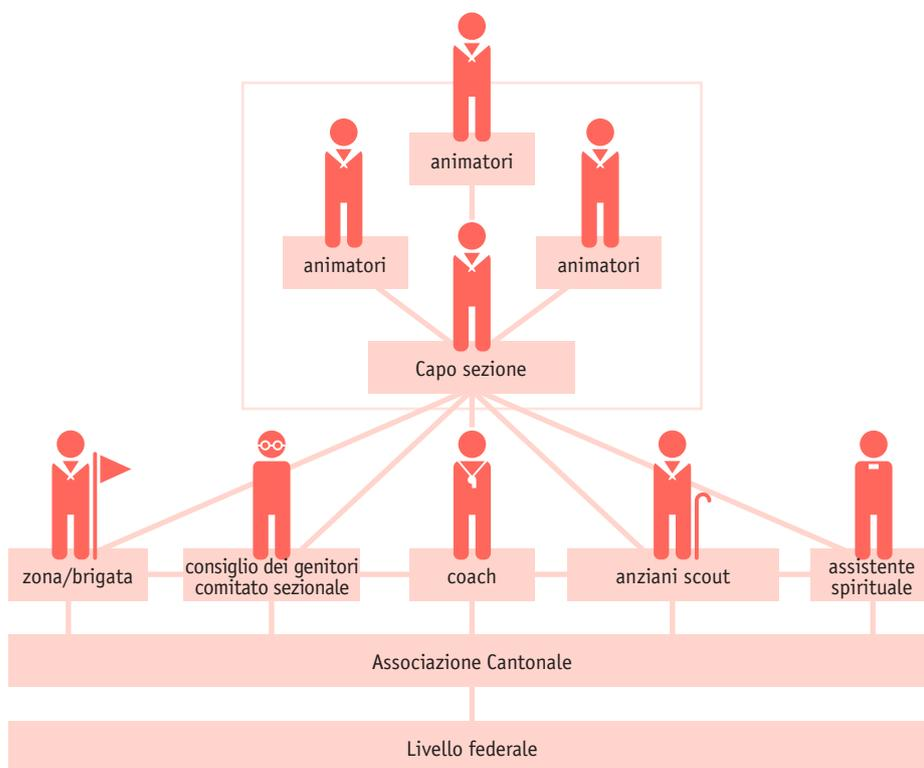 animatori
animatori
animatori
Capo sezione
zona/brigata
consiglio dei genitori
comitato sezionale
coach
anziani scout
assistente
spirituale
Associazione Cantonale
Livello federale